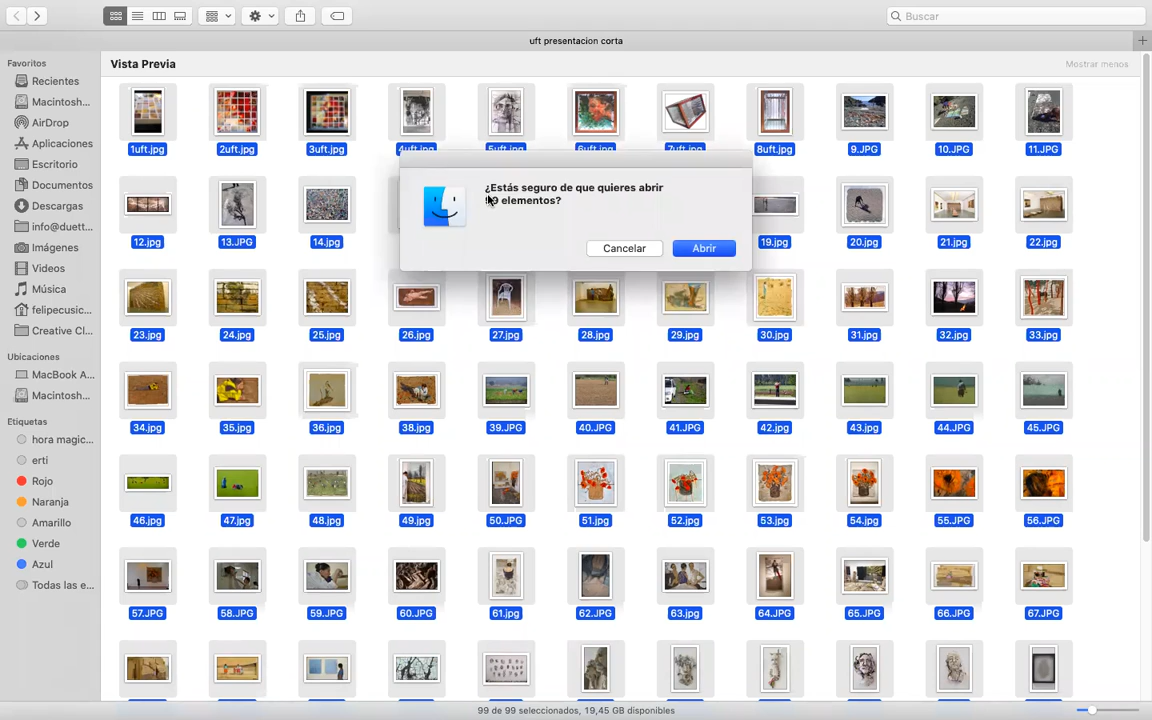 Buscar
uft presentacion corta
Favoritos
Recientes
Macintosh...
AirDrop
Aplicaciones
Escritorio
Documentos
Descargas
info@duett...
Imágenes
Videos
Música
felipecusic...
Creative Cl...
Ubicaciones
MacBook A...
Macintosh...
Etiquetas
hora magic...
erti
Rojo
Naranja
Amarillo
Verde
Azul
Todas las e...
Vista Previa
Mostrar menos
1uft.jpg 2uft.jpg 3uft.jpg 4uft.jpg 5uft.jpg 6uft.jpg 7uft.jpg 8uft.jpg 9.JPG 10.JPG 11.JPG
¿Estás seguro de que quieres abrir
99 elementos?
Cancelar Abrir
12.jpg 13.JPG 14.jpg 19.jpg 20.jpg 21.jpg 22.jpg
23.jpg 24.jpg 25.jpg 26.jpg 27.jpg 28.jpg 29.jpg 30.jpg 31.jpg 32.jpg 33.jpg
34.jpg 35.jpg 36.jpg 38.jpg 39.JPG 40.JPG 41.JPG 42.jpg 43.jpg 44.JPG 45.JPG
46.jpg 47.jpg 48.jpg 49.jpg 50.JPG 51.jpg 52.jpg 53.jpg 54.jpg 55.JPG 56.JPG
57.JPG 58.JPG 59.JPG 60.JPG 61.jpg 62.JPG 63.jpg 64.JPG 65.JPG 66.JPG 67.JPG
99 de 99 seleccionados, 19,45 GB disponibles